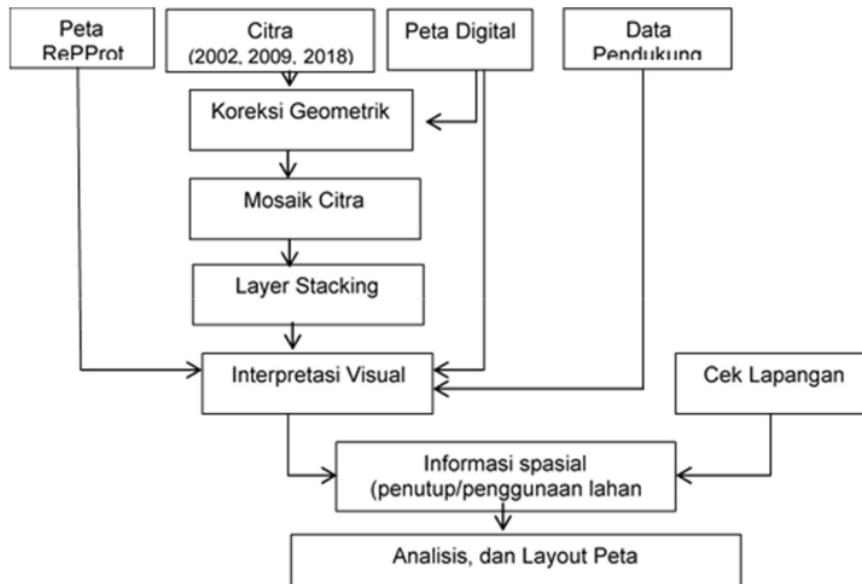 Peta
RePProt
Citra
(2002, 2009, 2018)
Peta Digital
Data
Pendukung
Koreksi Geometrik
Mosaik Citra
Layer Stacking
Interpretasi Visual
Cek Lapangan
Informasi spasial
(penutup/penggunaan lahan
Analisis, dan Layout Peta